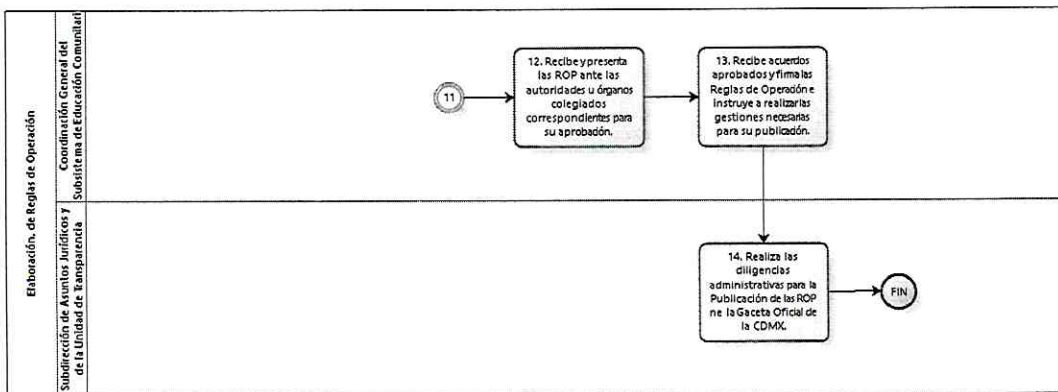 Elaboración. de Reglas de Operación
Coordinación General del
Subsistema de Educación Comunitari
11
12. Recibe y presenta
las ROP ante las
autoridades u órganos
colegiados
correspondientes para
su aprobación.
13. Recibe acuerdos
aprobados y firma las
Reglas de Operación e
instruye a realizar las
gestiones necesarias
para su publicación.
Subdirección de Asuntos Jurídicos y
de la Unidad de Transparencia
14. Realiza las
diligencias
administrativas para la
Publicación de las ROP
ne la Gaceta Oficial de
la CDMX.
FIN